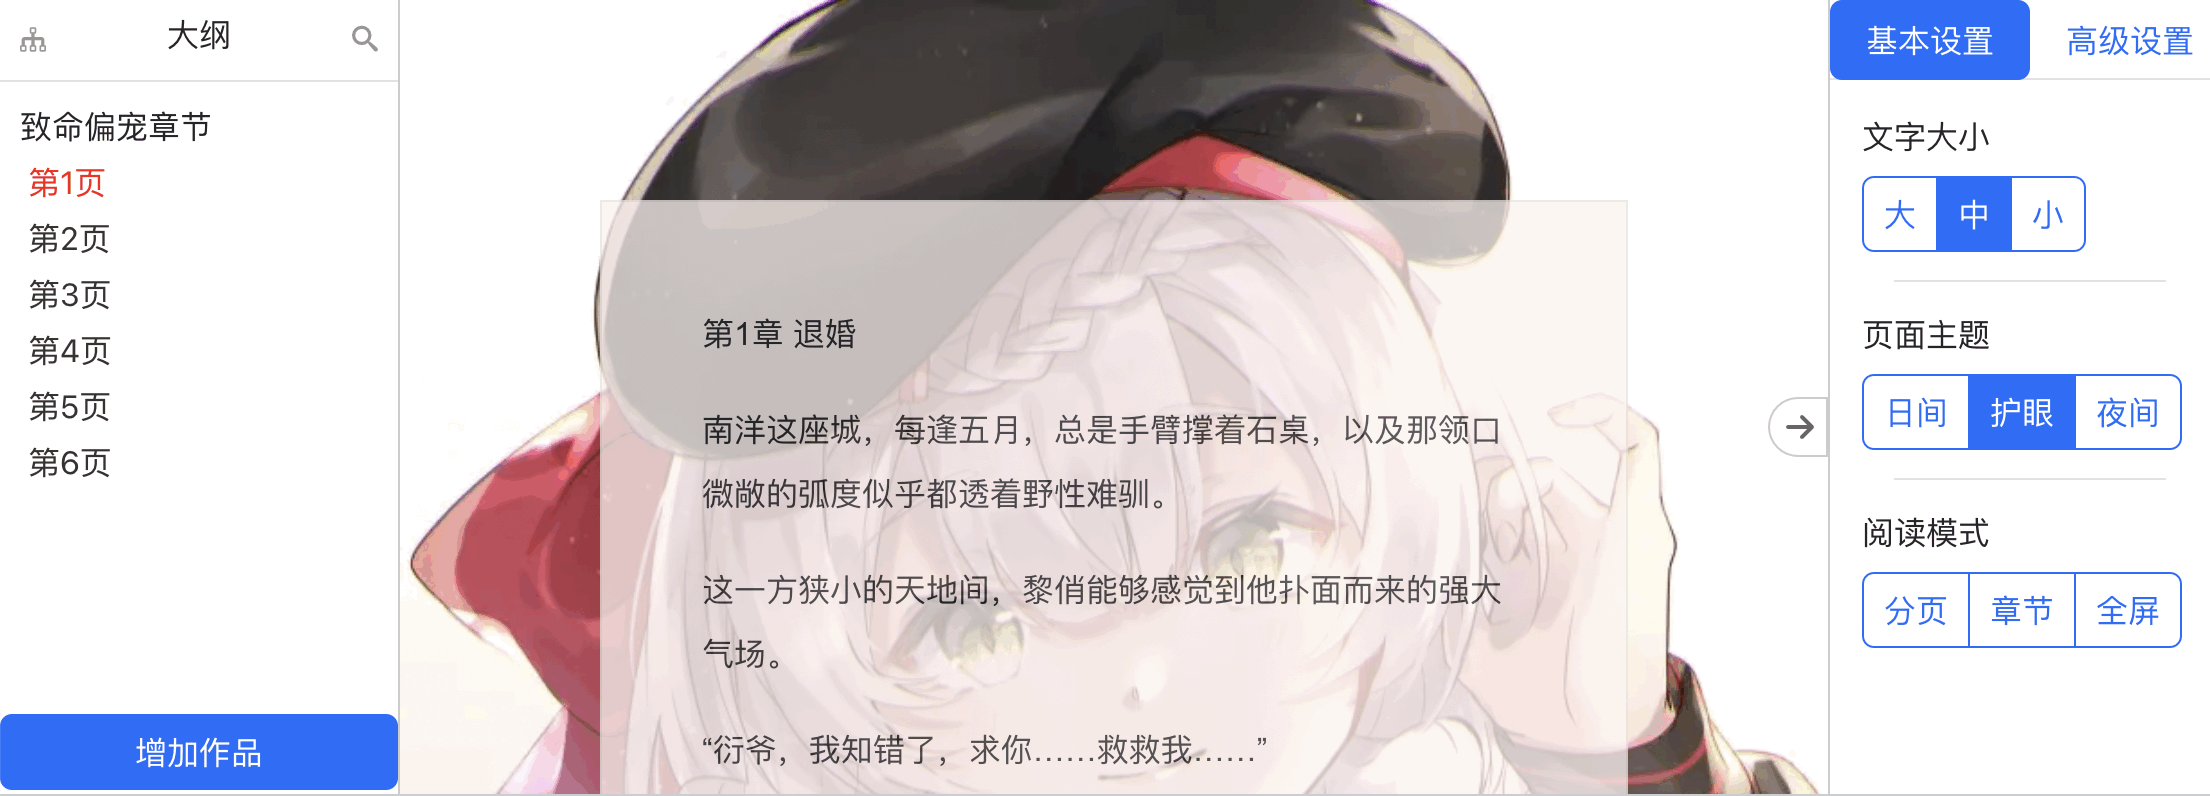 大纲
致命偏宠章节
第1页
第2页
第3页
第4页
第5页
第6页
增加作品
第1章 退婚
南洋这座城，每逢五月，总是手臂撑着石桌，以及那领口
微敞的弧度似乎都透着野性难驯。
这一方狭小的天地间，黎俏能够感觉到他扑面而来的强大
气场。
“衍爷，我知错了，求你……救救我……”
基本设置
高级设置
文字大小
大 中 小
页面主题
日间 护眼 夜间
阅读模式
分页 章节 全屏